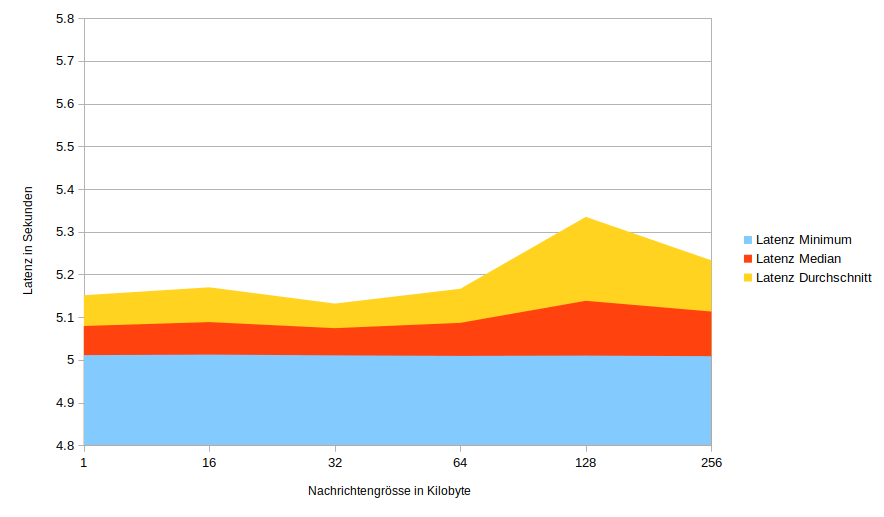 5.8
5.7
5.6
5.5
5.4
5.3
5.2
5.1
5
4.9
4.8
Latenz in Sekunden
1 16 32 64 128 256
Nachrichtengrösse in Kilobyte
Latenz Minimum
Latenz Median
Latenz Durchschnitt